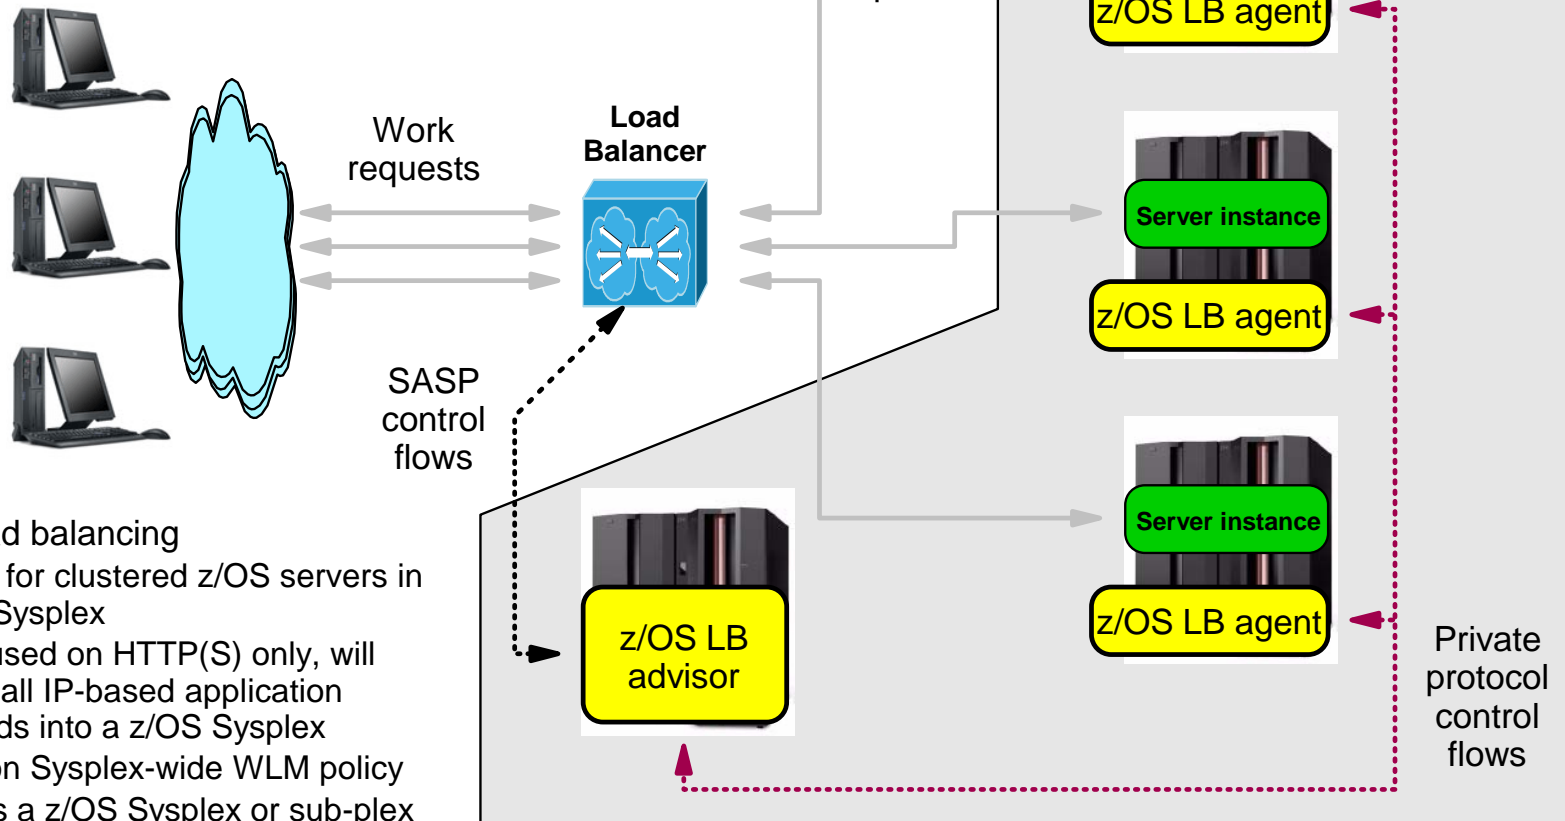 z/OS LB agent
Work
requests
Load
Balancer
Server instance
z/OS LB agent
SASP
control
flows
Server instance
z/OS LB agent
z/OS LB
advisor
Private
protocol
control
flows
d balancing
for clustered z/OS servers in
Sysplex
used on HTTP(S) only, will
all IP-based application
ds into a z/OS Sysplex
on Sysplex-wide WLM policy
s a z/OS Sysplex or sub-plex